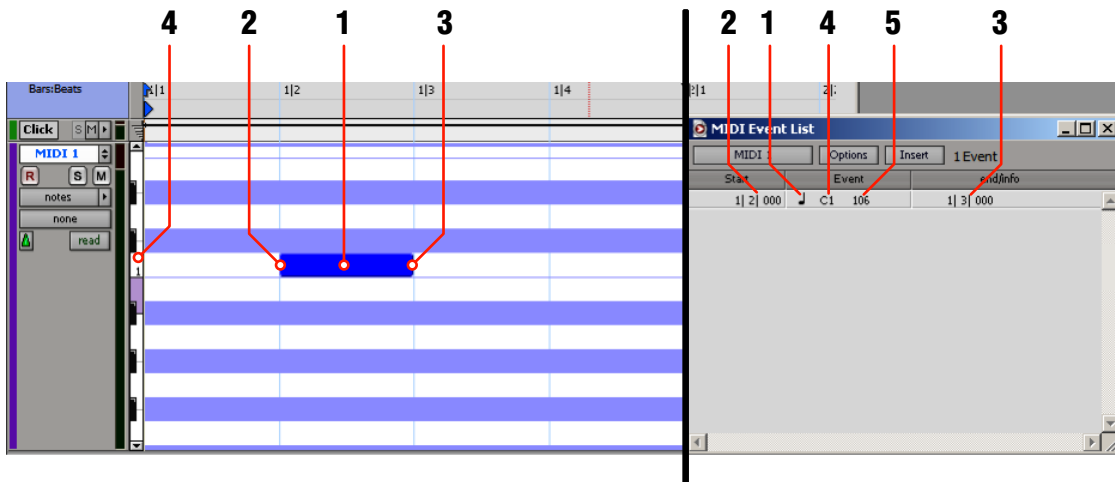 4 2 1 3 2 1 4 5 3
Bars:Beats 1|1 1|2 1|3 1|4 2|1
Click S M
MIDI 1
R S M
notes
none
read
1
MIDI Event List
MIDI 1 Options Insert 1 Event
Start Event end/info
1| 2| 000 C1 106 1| 3| 000